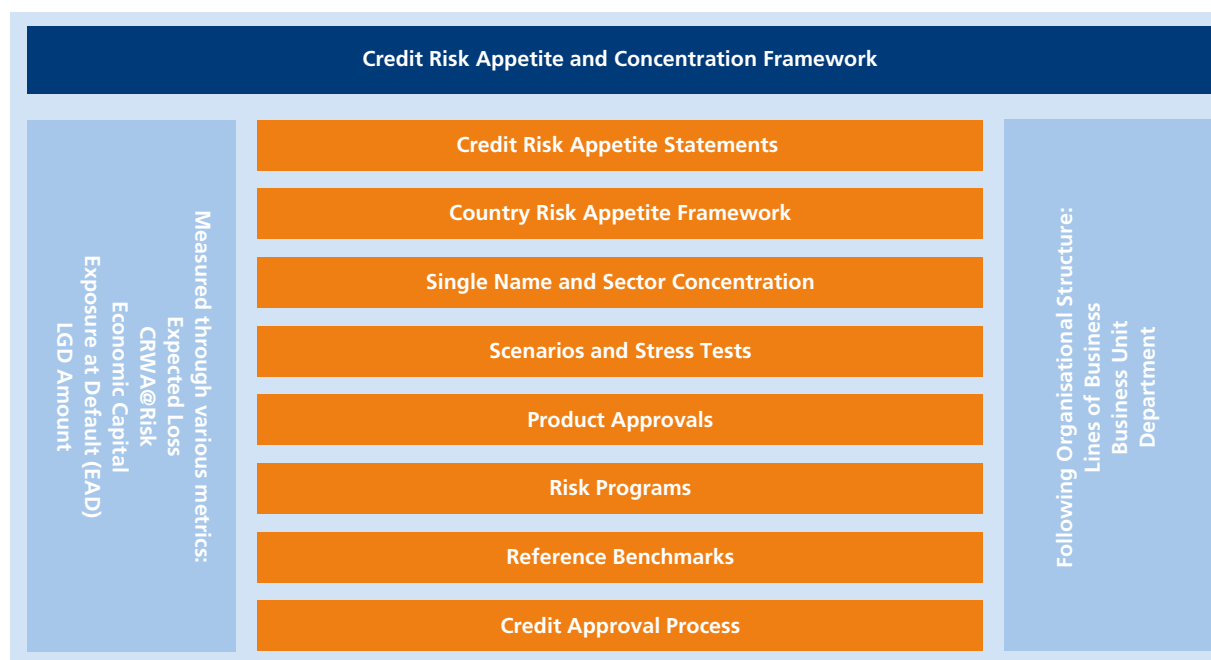 Credit Risk Appetite and Concentration Framework
Measured through various metrics:
Expected Loss
CRWA@Risk
Economic Capital
Exposure at Default (EAD)
LGD Amount
Credit Risk Appetite Statements
Country Risk Appetite Framework
Single Name and Sector Concentration
Scenarios and Stress Tests
Product Approvals
Risk Programs
Reference Benchmarks
Credit Approval Process
Following Organisational Structure:
Lines of Business
Business Unit
Department